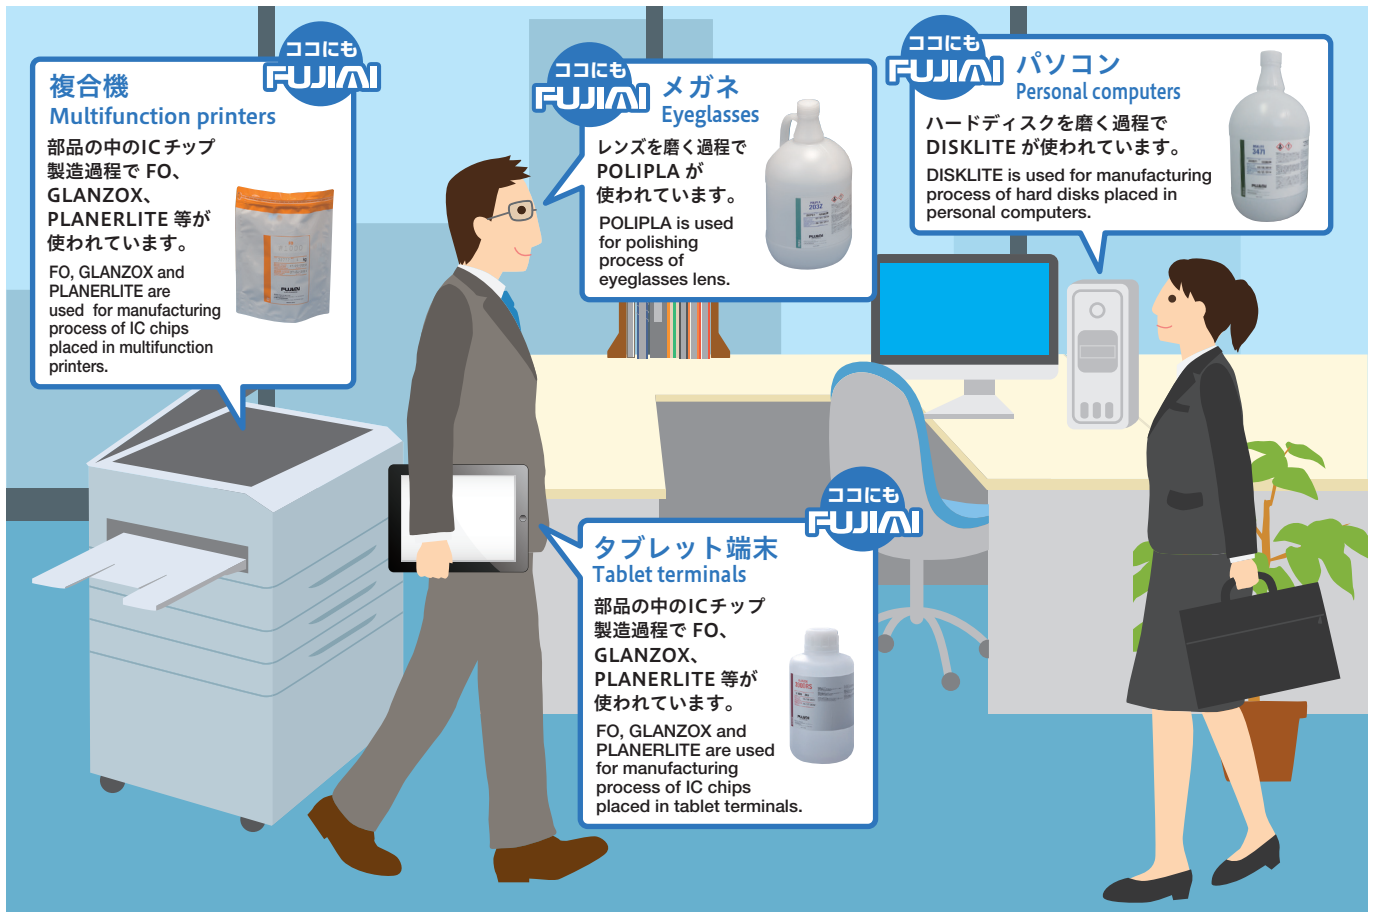 ココにも
FUJIMI
複合機
Multifunction printers
部品の中のICチップ
製造過程で FO、
GLANZOX、
PLANERLITE 等が
使われています。
FO, GLANZOX and
PLANERLITE are
used for manufacturing
process of IC chips
placed in multifunction
printers.
FUJIMI
ココにも
FUJIMI
メガネ
Eyeglasses
レンズを磨く過程で
POLIPLA が
使われています。
POLIPLA is used
for polishing
process of
eyeglasses lens.
203Z
FUJIMI
ココにも
FUJIMI
パソコン
Personal computers
ハードディスクを磨く過程で
DISKLITE が使われています。
DISKLITE is used for manufacturing
process of hard disks placed in
personal computers.
3471
FUJIMI
ココにも
FUJIMI
タブレット端末
Tablet terminals
部品の中のICチップ
製造過程で FO、
GLANZOX、
PLANERLITE 等が
使われています。
FO, GLANZOX and
PLANERLITE are used
for manufacturing
process of IC chips
placed in tablet terminals.
FUJIMI